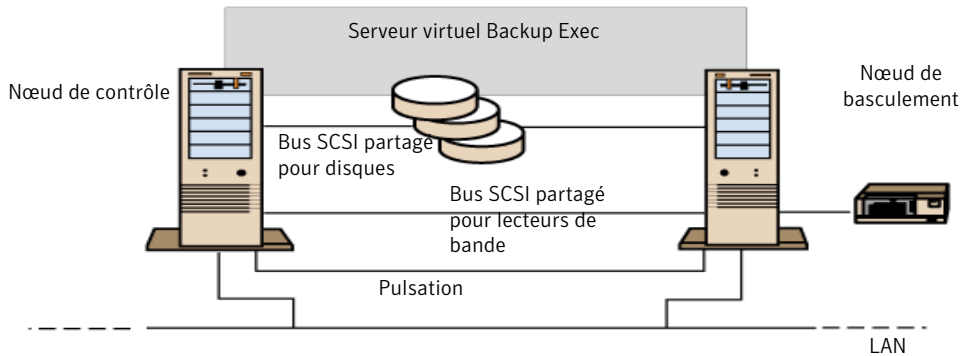 Serveur virtuel Backup Exec
Nœud de contrôle
Nœud de
basculement
Bus SCSI partagé
pour disques
Bus SCSI partagé
pour lecteurs de
bande
Pulsation
LAN